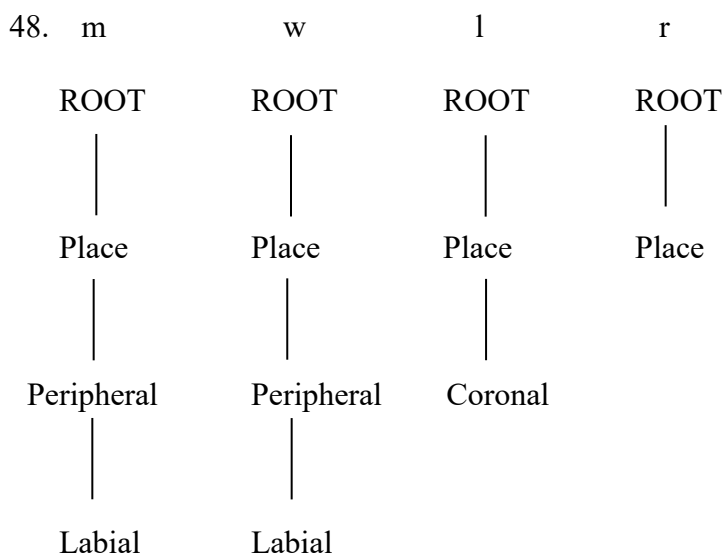 48. m w l r
ROOT ROOT ROOT ROOT
Place Place Place Place
Peripheral Peripheral Coronal
Labial Labial